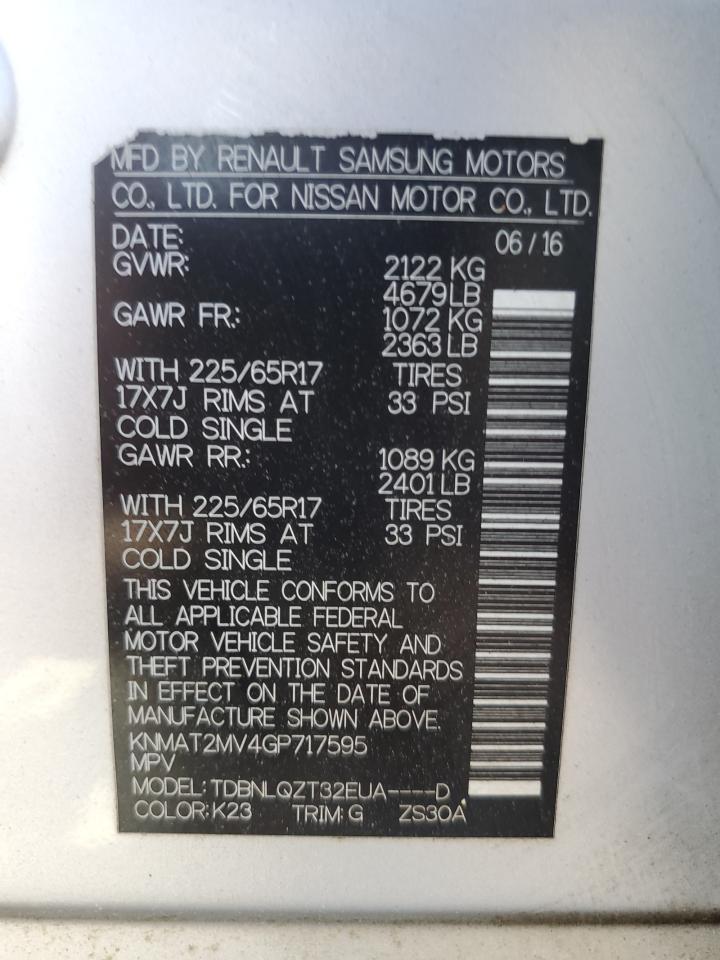 MFD BY RENAULT SAMSUNG MOTORS
CO., LTD. FOR NISSAN MOTOR CO., LTD.
DATE: 06 / 16
GVWR: 2122 KG
4679 LB
GAWR FR.: 1072 KG
2363 LB
WITH 225/65R17 TIRES
17X7J RIMS AT 33 PSI
COLD SINGLE
GAWR RR.: 1089 KG
2401 LB
WITH 225/65R17 TIRES
17X7J RIMS AT 33 PSI
COLD SINGLE
THIS VEHICLE CONFORMS TO
ALL APPLICABLE FEDERAL
MOTOR VEHICLE SAFETY AND
THEFT PREVENTION STANDARDS
IN EFFECT ON THE DATE OF
MANUFACTURE SHOWN ABOVE.
KNMAT2MV4GP717595
MPV
MODEL: TDBNLQZT32EUA----D
COLOR: K23 TRIM: G ZS30A